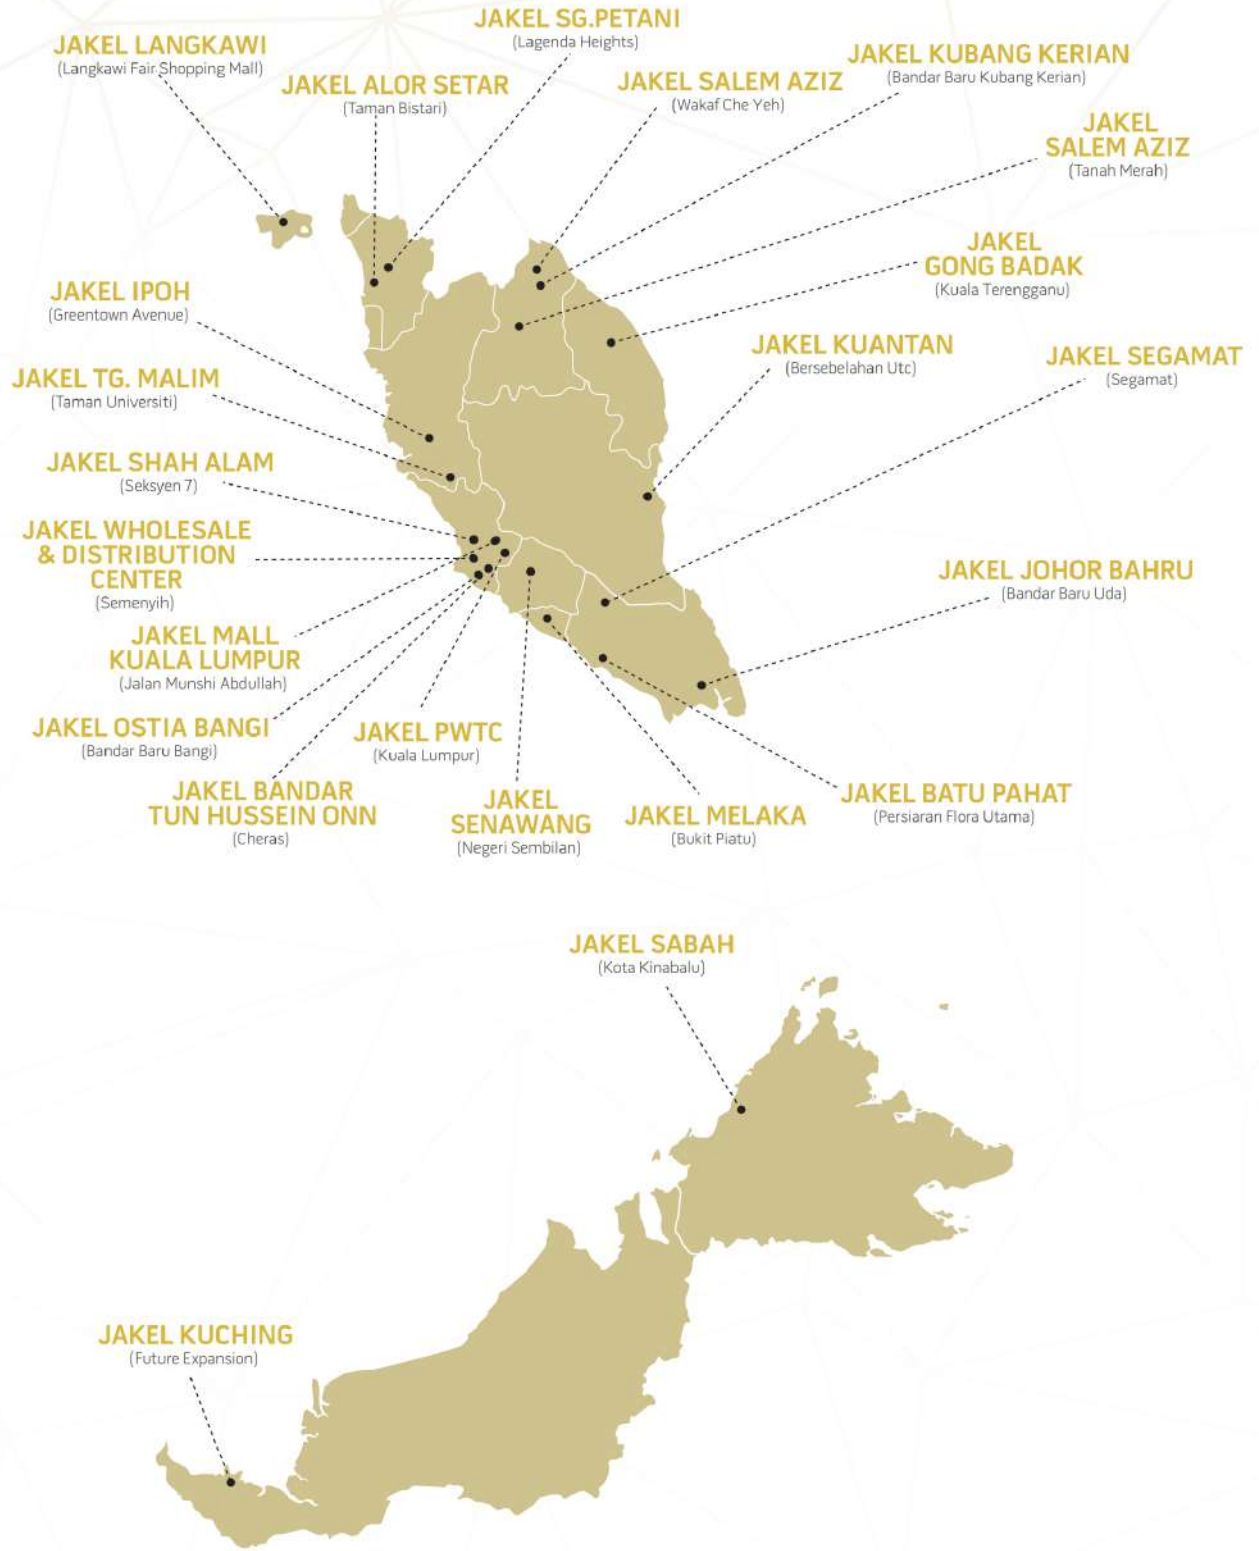 JAKEL SG.PETANI
(Lagenda Heights)
JAKEL LANGKAWI
(Langkawi Fair Shopping Mall)
JAKEL ALOR SETAR
(Taman Bistari)
JAKEL SALEM AZIZ
(Wakaf Che Yeh)
JAKEL KUBANG KERIAN
(Bandar Baru Kubang Kerian)
JAKEL
SALEM AZIZ
(Tanah Merah)
JAKEL
GONG BADAK
(Kuala Terengganu)
JAKEL IPOH
(Greentown Avenue)
JAKEL KUANTAN
(Bersebelahan Utc)
JAKEL SEGAMAT
(Segamat)
JAKEL TG. MALIM
(Taman Universiti)
JAKEL SHAH ALAM
(Seksyen 7)
JAKEL WHOLESALE
& DISTRIBUTION
CENTER
(Semenyih)
JAKEL JOHOR BAHRU
(Bandar Baru Uda)
JAKEL MALL
KUALA LUMPUR
(Jalan Munshi Abdullah)
JAKEL OSTIA BANGI
(Bandar Baru Bangi)
JAKEL PWTC
(Kuala Lumpur)
JAKEL BANDAR
TUN HUSSEIN ONN
(Cheras)
JAKEL
SENAWANG
(Negeri Sembilan)
JAKEL MELAKA
(Bukit Piatu)
JAKEL BATU PAHAT
(Persiaran Flora Utama)
JAKEL SABAH
(Kota Kinabalu)
JAKEL KUCHING
(Future Expansion)